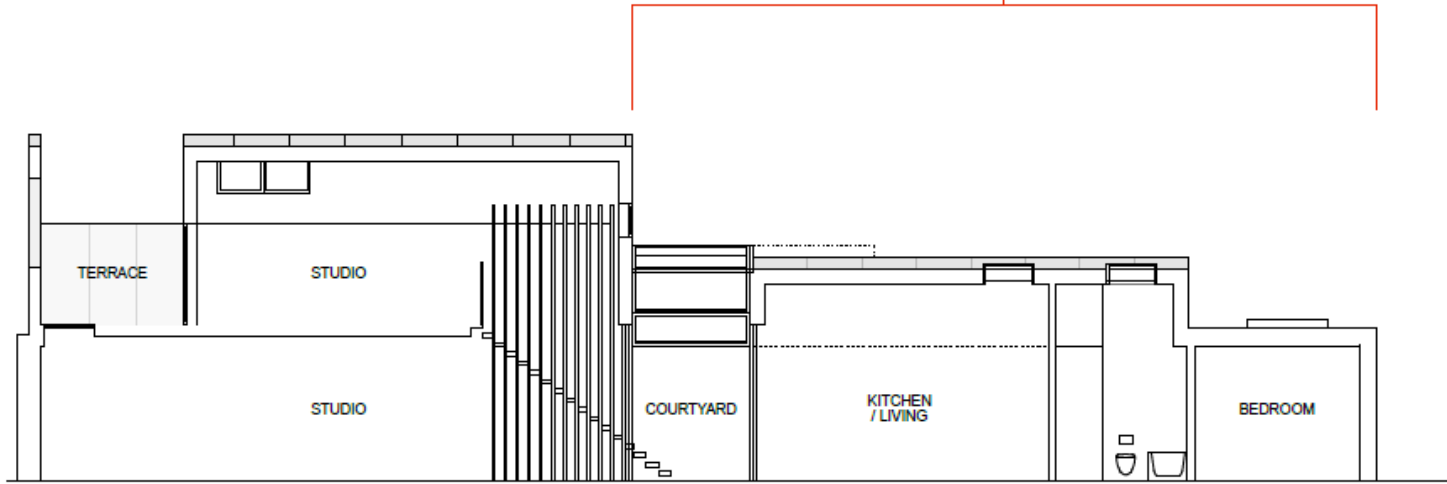 TERRACE
STUDIO
STUDIO
COURTYARD
KITCHEN
/ LIVING
BEDROOM